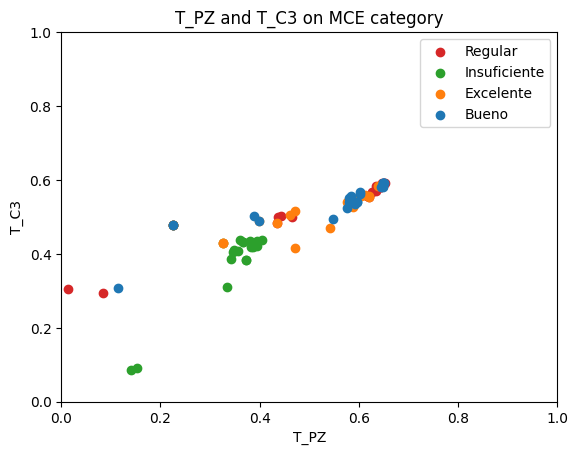 T_PZ and T_C3 on MCE category
1.0
0.8
0.6
0.4
0.2
0.0
T_C3
Regular
Insuficiente
Excelente
Bueno
0.0 0.2 0.4 0.6 0.8 1.0
T_PZ